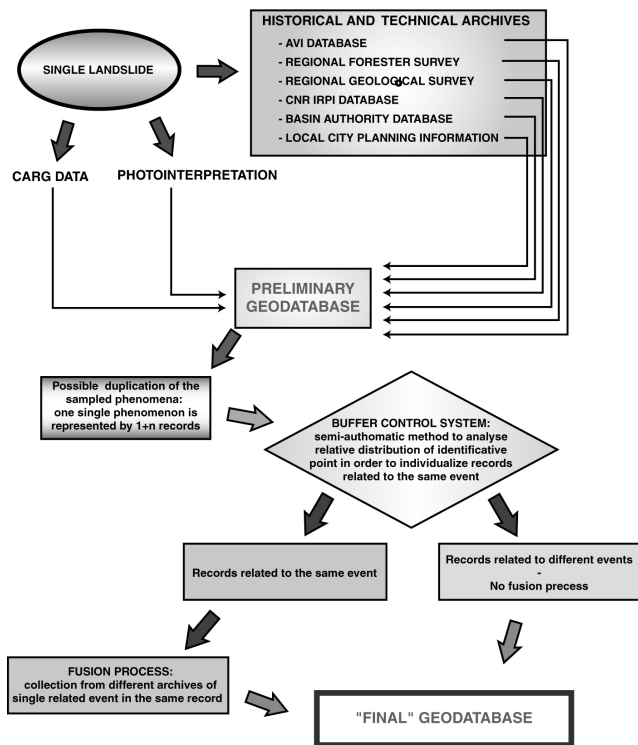 HISTORICAL AND TECHNICAL ARCHIVES
- AVI DATABASE
- REGIONAL FORESTER SURVEY
- REGIONAL GEOLOGICAL SURVEY
- CNR IRPI DATABASE
- BASIN AUTHORITY DATABASE
- LOCAL CITY PLANNING INFORMATION
SINGLE LANDSLIDE
CARG DATA
PHOTOINTERPRETATION
PRELIMINARY
GEODATABASE
Possible duplication of the
sampled phenomena:
one single phenomenon is
represented by 1+n records
BUFFER CONTROL SYSTEM:
semi-authomatic method to analyse
relative distribution of identificative
point in order to individualize records
related to the same event
Records related to the same event
Records related to different events
-
No fusion precess
FUSION PROCESS:
collection from different archives of
single related event in the same record
"FINAL" GEODATABASE